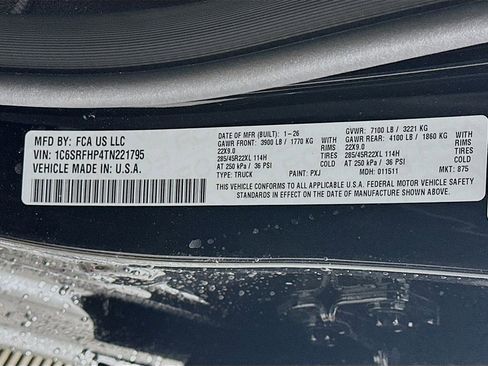 MFD BY: FCA US LLC
VIN: 1C6SRFHP4TN221795
VEHICLE MADE IN: U.S.A.
DATE OF MFR (BUILT): 1-26 GVWR: 7100 LB / 3221 KG
GAWR FRONT: 3900 LB / 1770 KG WITH GAWR REAR: 4100 LB / 1860 KG WITH
22X9.0 RIMS 22X9.0 RIMS
285/45R22XL 114H TIRES 285/45R22XL 114H TIRES
AT 250 kPa / 36 PSI COLD AT 250 kPa / 36 PSI COLD
THIS VEHICLE CONFORMS TO ALL APPLICABLE U.S.A. FEDERAL MOTOR VEHICLE SAFETY
STANDARDS IN EFFECT ON THE DATE OF MANUFACTURE SHOWN ABOVE.
TYPE: TRUCK PAINT: PXJ MDH: 011511 MKT: 875